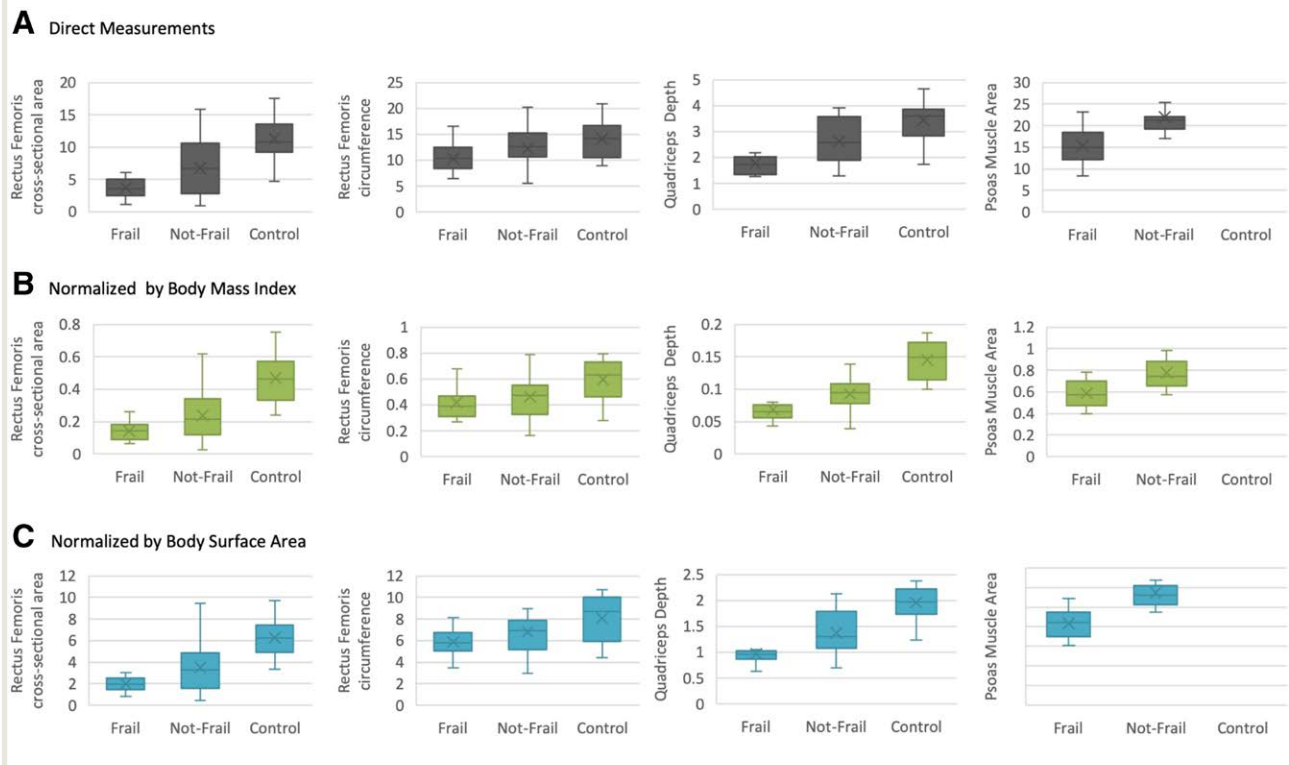 A Direct Measurements
Rectus Femoris
cross-sectional area
20
15
10
5
0
Frail Not-Frail Control
Rectus Femoris
circumference
25
20
15
10
5
0
Frail Not-Frail Control
Quadriceps Depth
5
4
3
2
1
0
Frail Not-Frail Control
Psoas Muscle Area
30
25
20
15
10
5
0
Frail Not-Frail Control
B Normalized by Body Mass Index
Rectus Femoris
cross-sectional area
0.8
0.6
0.4
0.2
0
Frail Not-Frail Control
Rectus Femoris
circumference
1
0.8
0.6
0.4
0.2
0
Frail Not-Frail Control
Quadriceps Depth
0.2
0.15
0.1
0.05
0
Frail Not-Frail Control
Psoas Muscle Area
1.2
1
0.8
0.6
0.4
0.2
0
Frail Not-Frail Control
C Normalized by Body Surface Area
Rectus Femoris
cross-sectional area
12
10
8
6
4
2
0
Frail Not-Frail Control
Rectus Femoris
circumference
12
10
8
6
4
2
0
Frail Not-Frail Control
Quadriceps Depth
2.5
2
1.5
1
0.5
0
Frail Not-Frail Control
Psoas Muscle Area
Frail Not-Frail Control